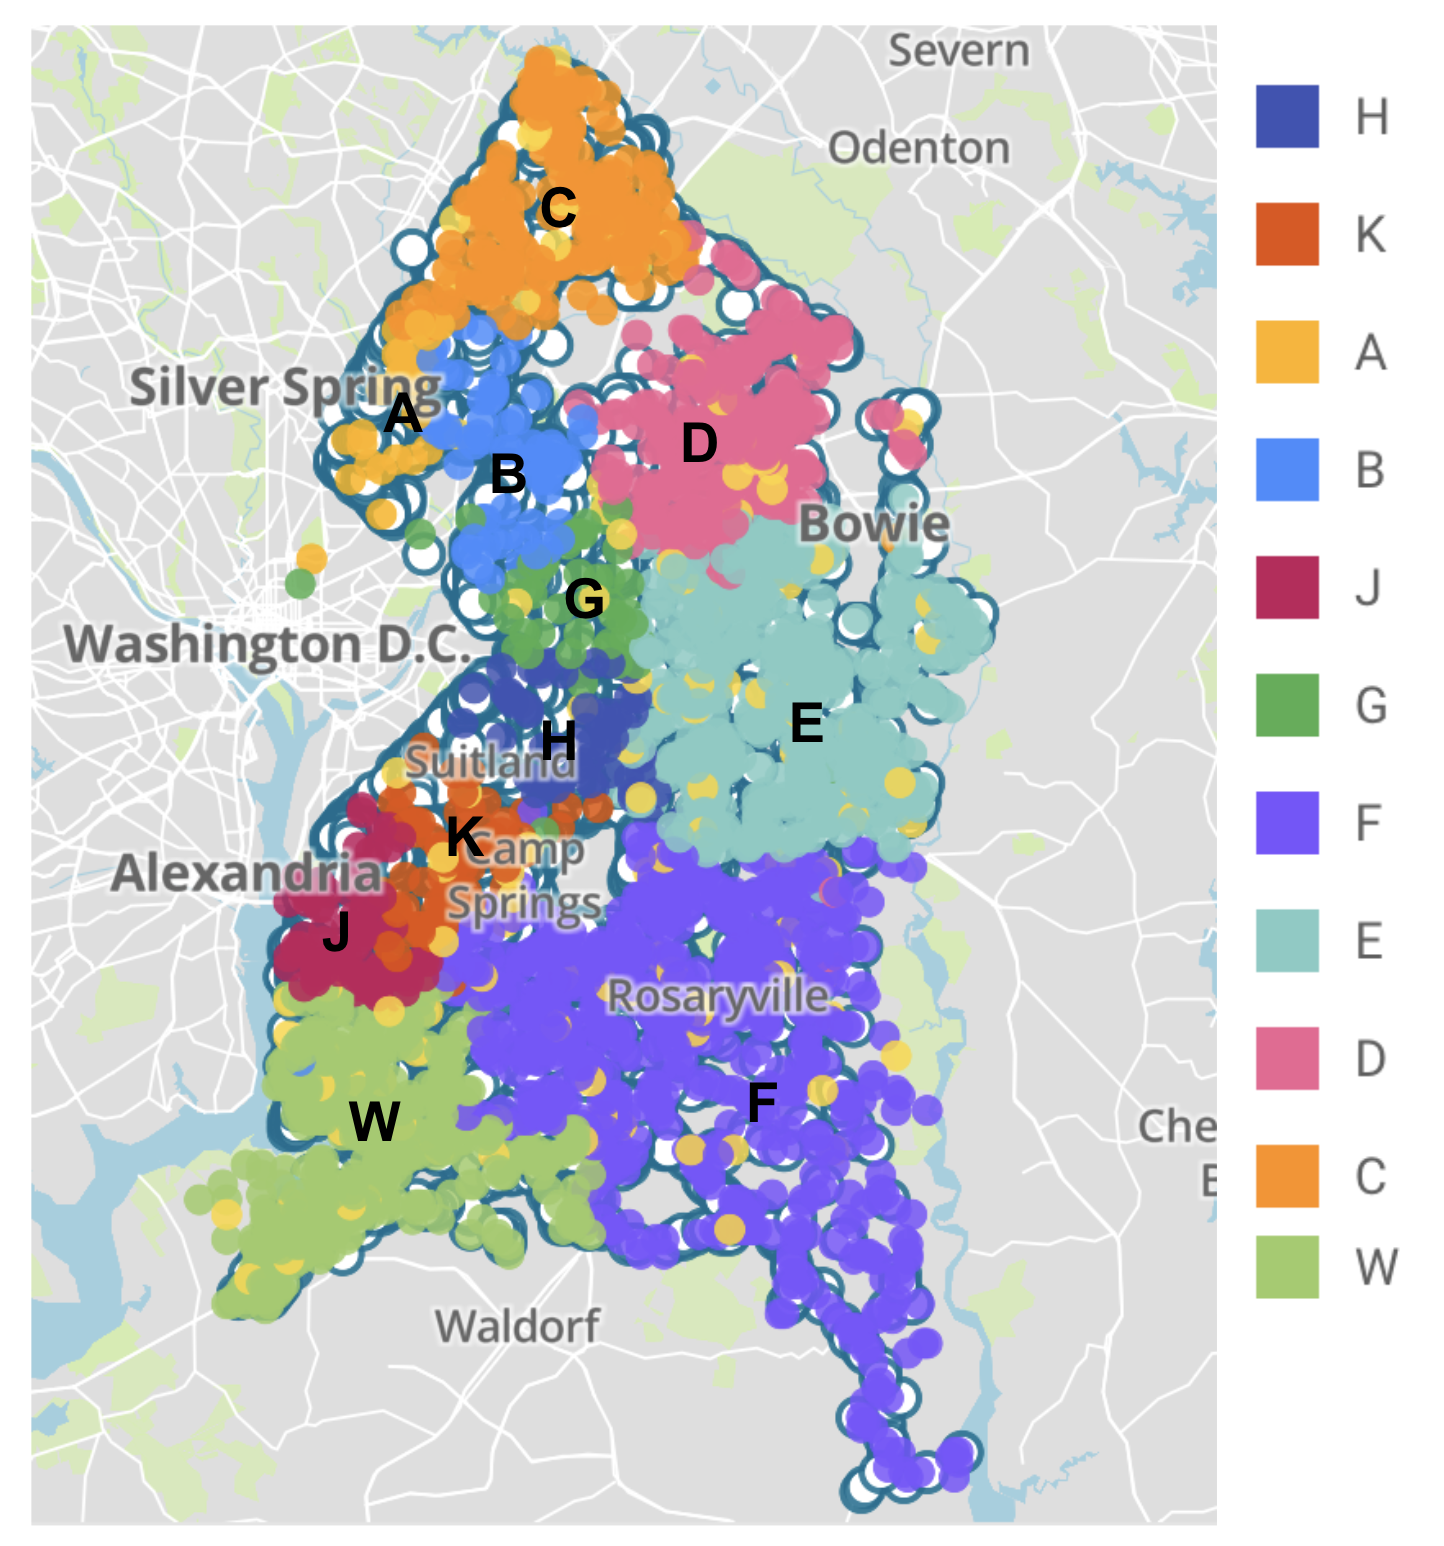 Severn
Odenton
C
Silver Spring
A
B
D
Bowie
G
Washington D.C.
H
E
Suitland
K
Camp
Springs
Alexandria
J
Rosaryville
F
W
Che
E
Waldorf
H
K
A
B
J
G
F
E
D
C
W